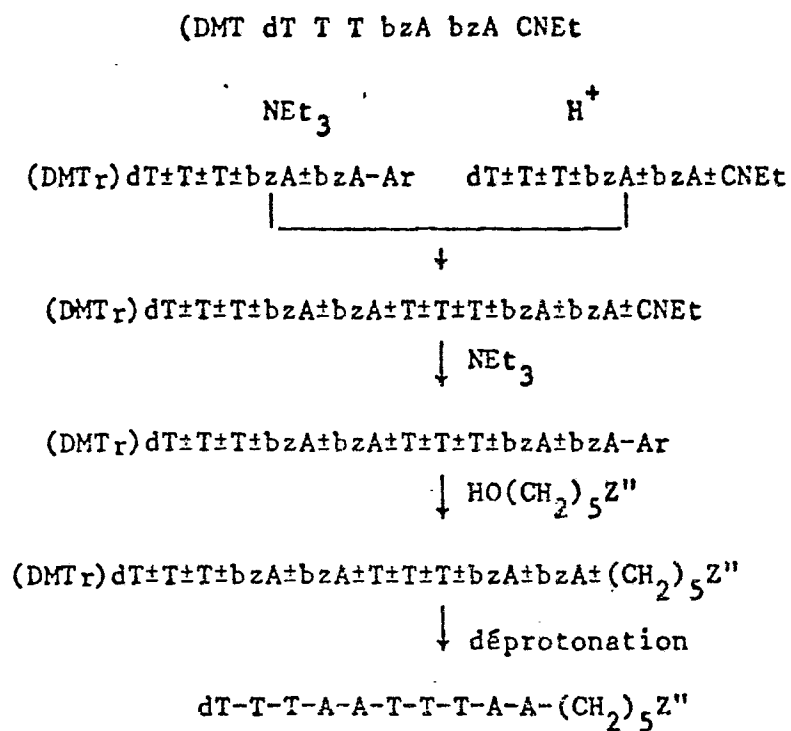 (DMT dT T T bzA bzA CNEt
NEt3 H+
(DMTr)dT±T±T±bzA±bzA-Ar dT±T±T±bzA±bzA±CNEt
(DMTr)dT±T±T±bzA±bzA±T±T±T±bzA±bzA±CNEt
NEt3
(DMTr)dT±T±T±bzA±bzA±T±T±T±bzA±bzA-Ar
HO(CH2)5Z"
(DMTr)dT±T±T±bzA±bzA±T±T±T±bzA±bzA±(CH2)5Z"
déprotonation
dT-T-T-A-A-T-T-T-A-A-(CH2)5Z"